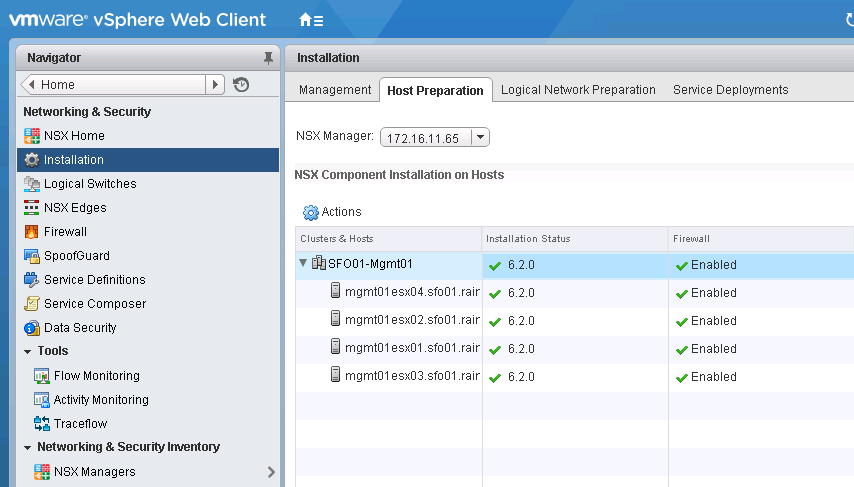 vmware® vSphere Web Client
Navigator
Home
Networking & Security
NSX Home
Installation
Logical Switches
NSX Edges
Firewall
SpoofGuard
Service Definitions
Service Composer
Data Security
Tools
Flow Monitoring
Activity Monitoring
Traceflow
Networking & Security Inventory
NSX Managers
Installation
Management Host Preparation Logical Network Preparation Service Deployments
NSX Manager: 172.16.11.65
NSX Component Installation on Hosts
Actions
Clusters & Hosts Installation Status Firewall
SFO01-Mgmt01 6.2.0 Enabled
mgmt01esx04.sfo01.rair 6.2.0 Enabled
mgmt01esx02.sfo01.rair 6.2.0 Enabled
mgmt01esx01.sfo01.rair 6.2.0 Enabled
mgmt01esx03.sfo01.rair 6.2.0 Enabled